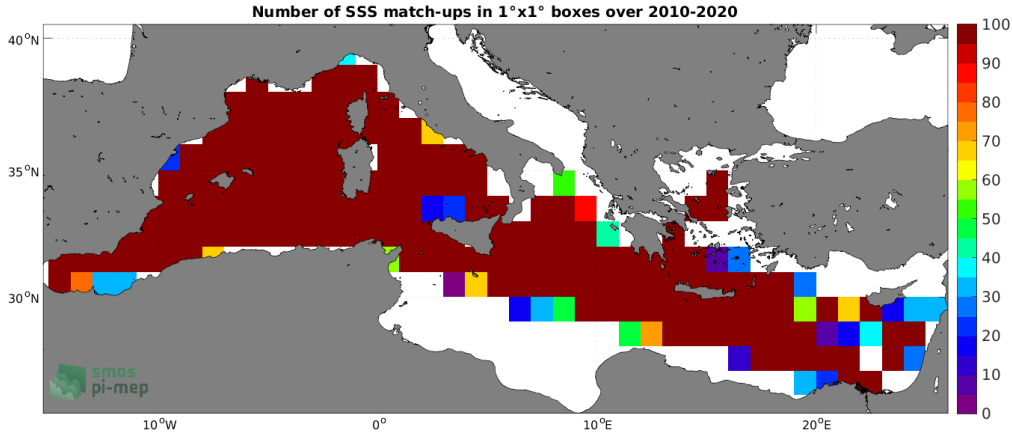 Number of SSS match-ups in 1°x1° boxes over 2010-2020
40°N
35°N
30°N
10°W
0°
10°E
20°E
100
90
80
70
60
50
40
30
20
10
0
smos
pi-mep